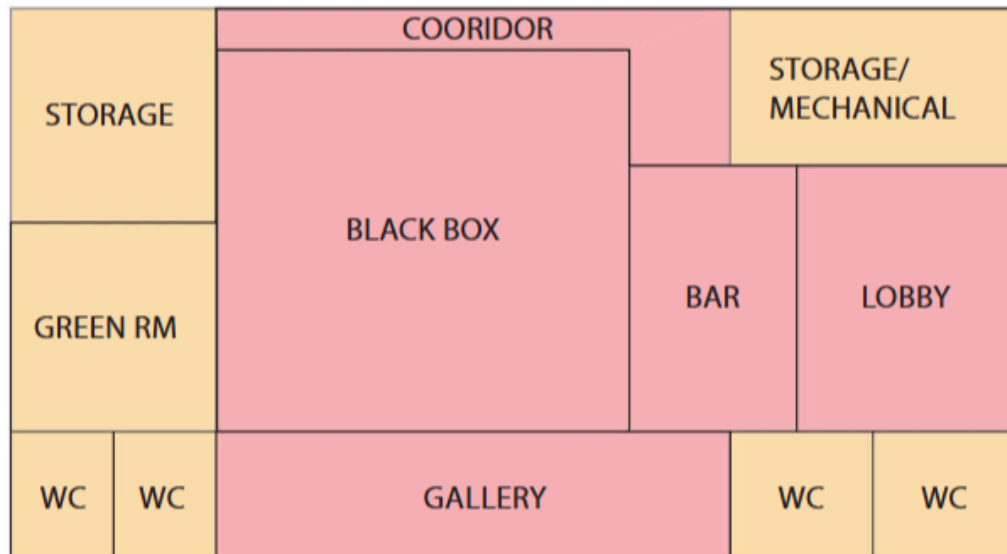 COORIDOR
STORAGE/
MECHANICAL
STORAGE
BLACK BOX
BAR
LOBBY
GREEN RM
WC
WC
GALLERY
WC
WC